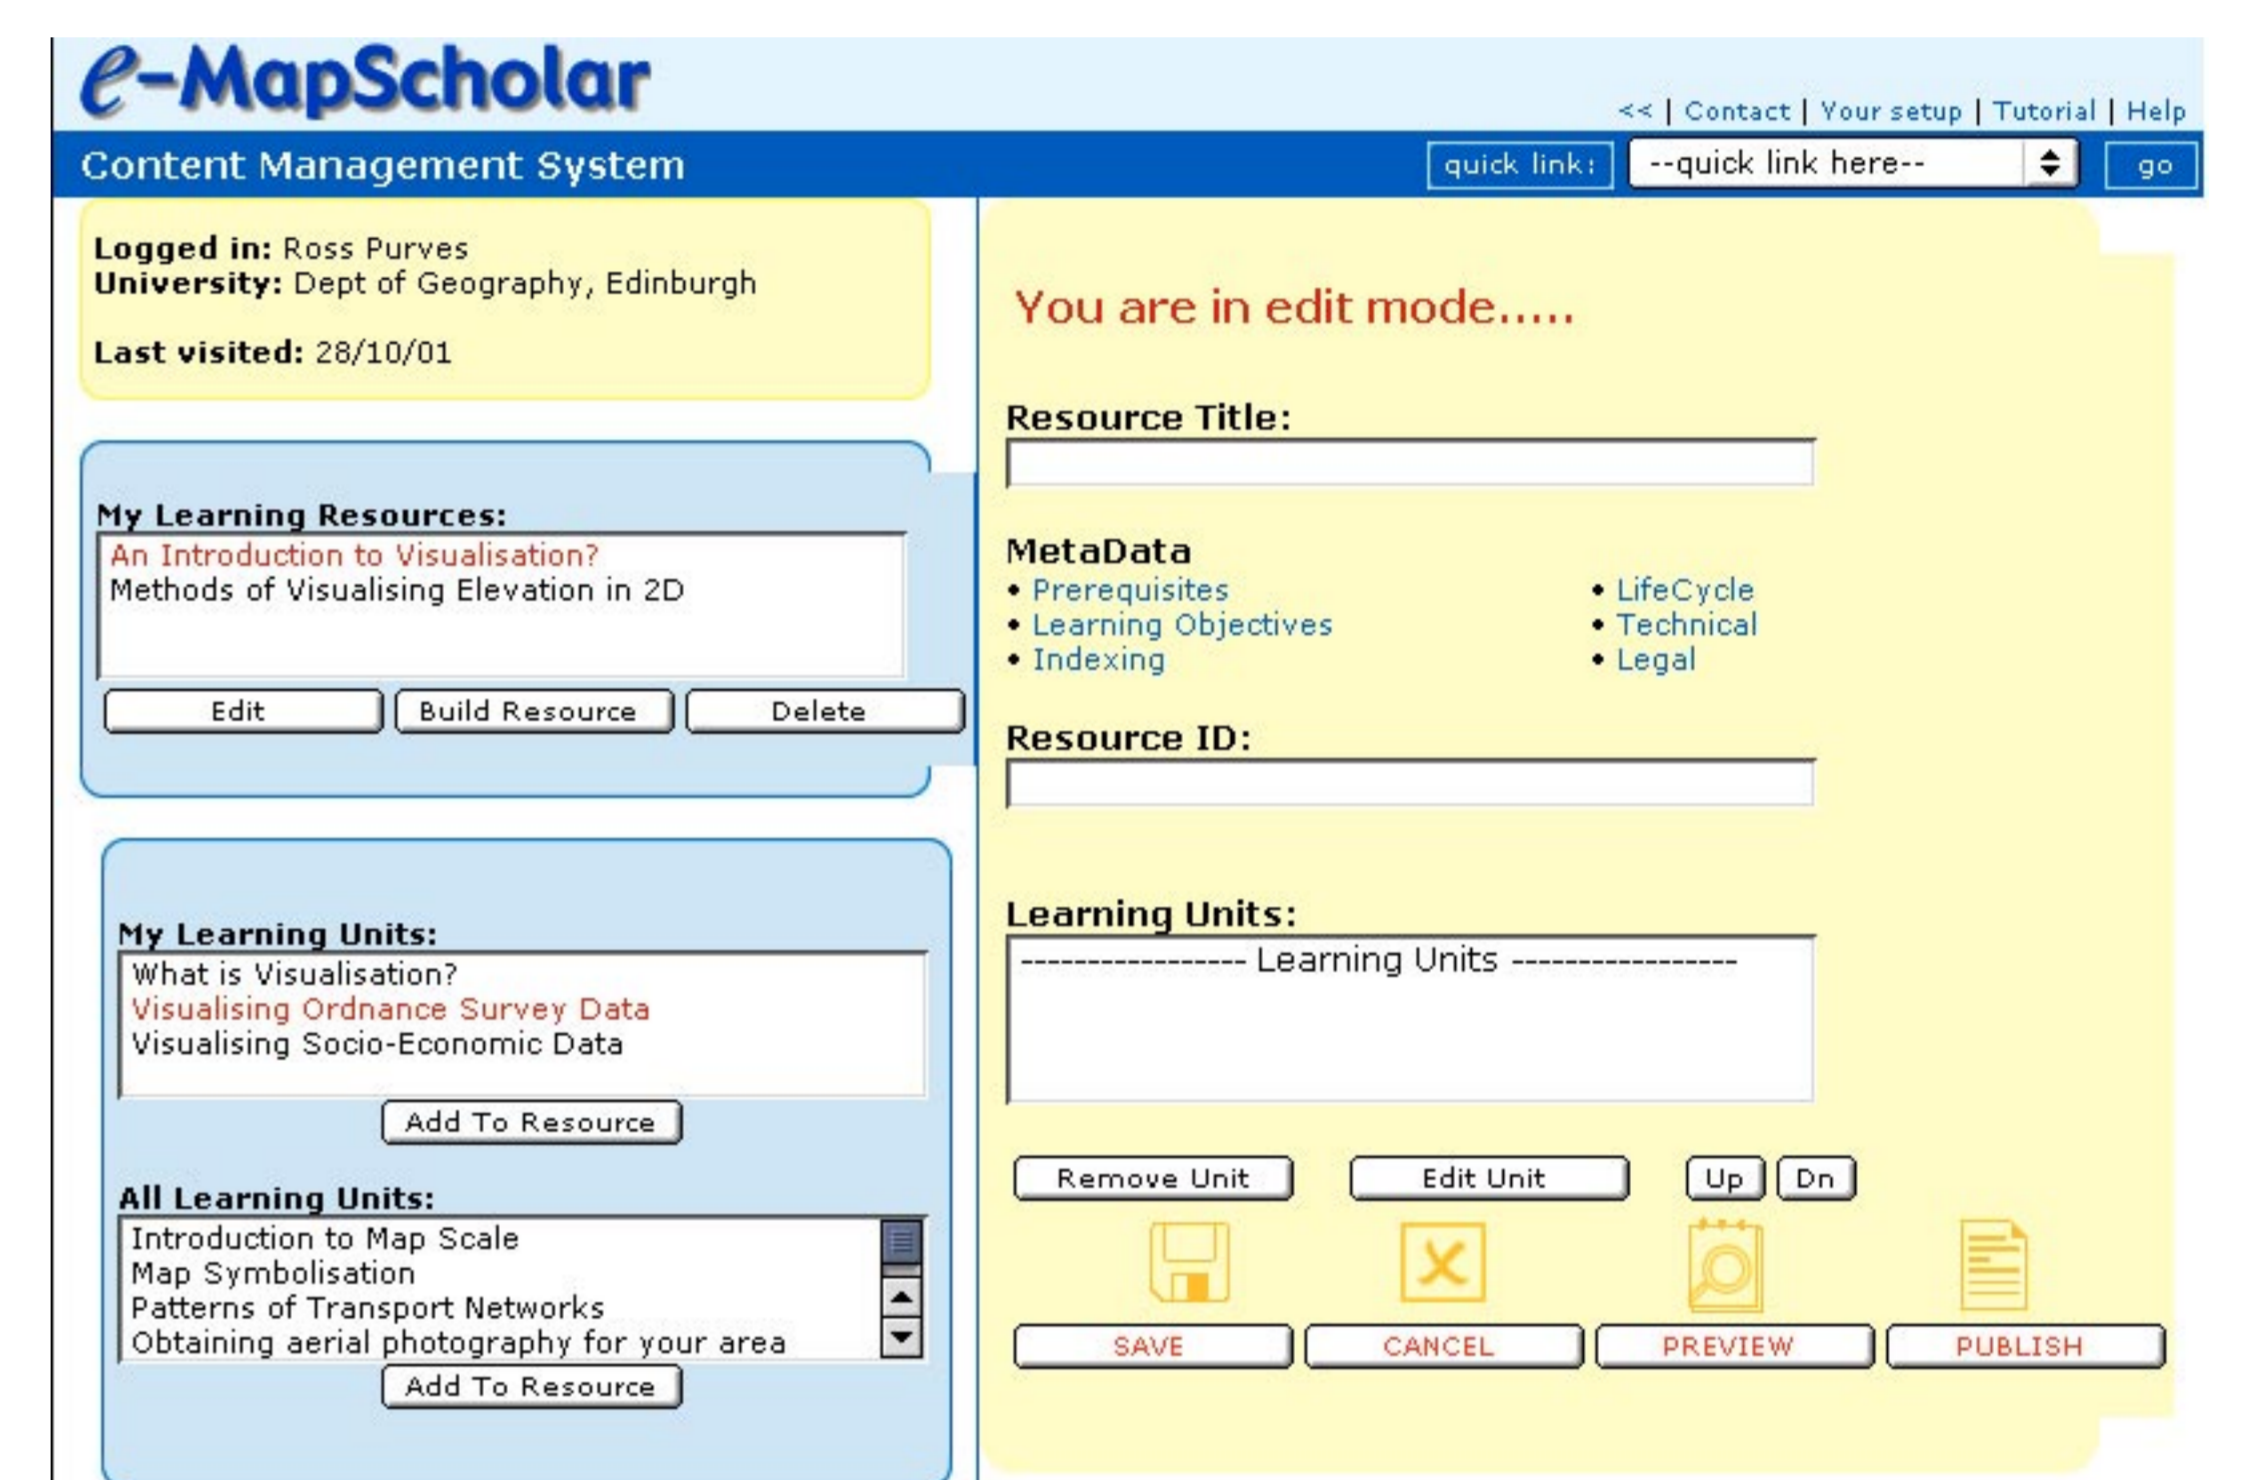 e-MapScholar
<< | Contact | Your setup | Tutorial | Help
Content Management System
quick link: --quick link here-- go
Logged in: Ross Purves
University: Dept of Geography, Edinburgh
Last visited: 28/10/01
My Learning Resources:
An Introduction to Visualisation?
Methods of Visualising Elevation in 2D
Edit Build Resource Delete
My Learning Units:
What is Visualisation?
Visualising Ordnance Survey Data
Visualising Socio-Economic Data
Add To Resource
All Learning Units:
Introduction to Map Scale
Map Symbolisation
Patterns of Transport Networks
Obtaining aerial photography for your area
Add To Resource
You are in edit mode.....
Resource Title:
MetaData
• Prerequisites
• Learning Objectives
• Indexing
• LifeCycle
• Technical
• Legal
Resource ID:
Learning Units:
----------------- Learning Units -----------------
Remove Unit Edit Unit Up Dn
SAVE CANCEL PREVIEW PUBLISH